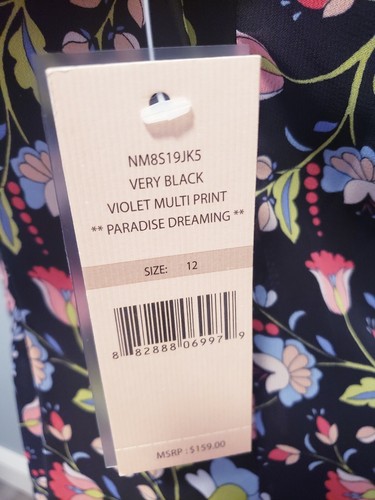 NM8S19JK5
VERY BLACK
VIOLET MULTI PRINT
** PARADISE DREAMING **
SIZE: 12
8 82888 06997 9
MSRP : $159.00